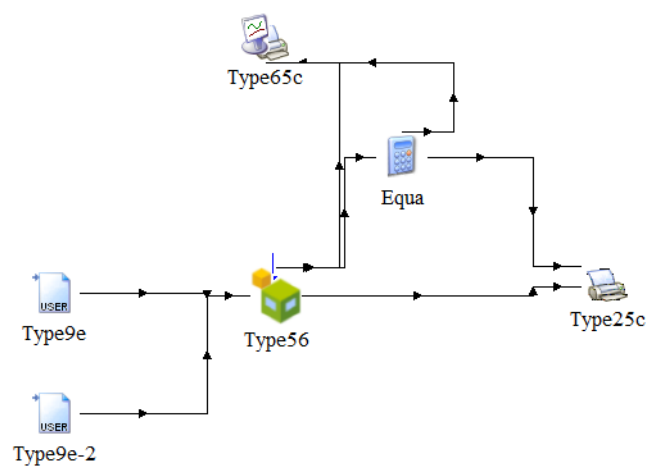 Type65c
Equa
USER
Type9e
Type56
Type25c
USER
Type9e-2